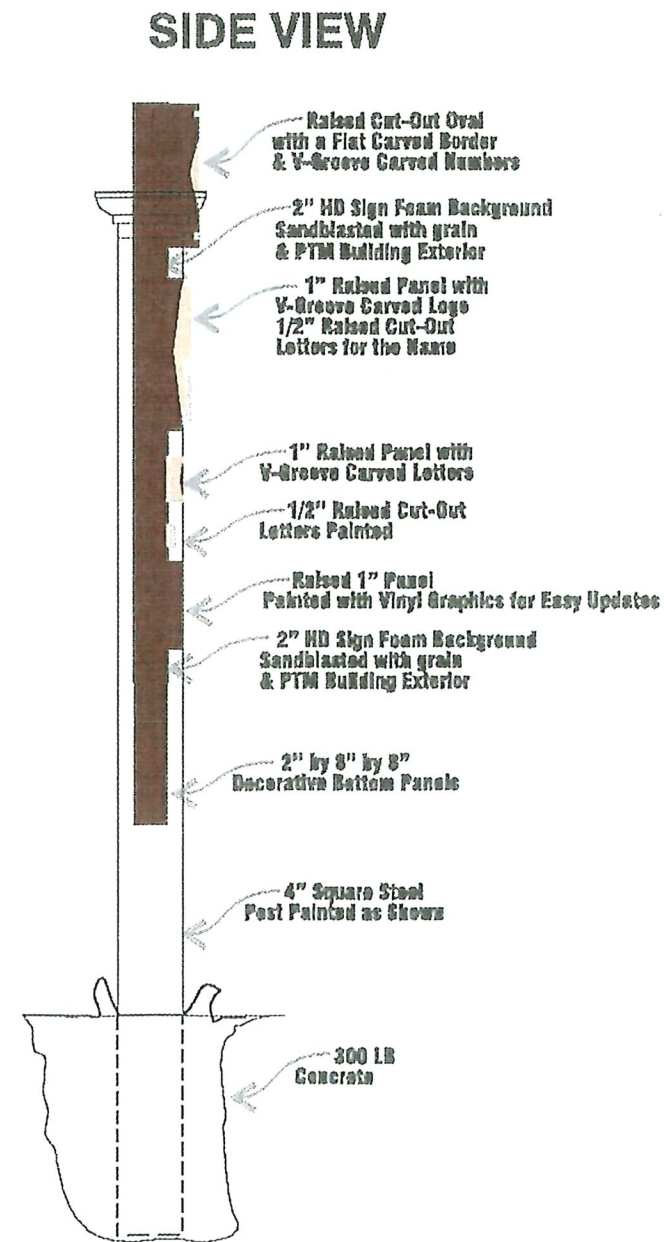 SIDE VIEW
Raised Cut-Out Oval
with a Flat Carved Border
& V-Groove Carved Numbers
2" HD Sign Foam Background
Sandblasted with grain
& PTM Building Exterior
1" Raised Panel with
V-Groove Carved Logo
1/2" Raised Cut-Out
Letters for the Name
1" Raised Panel with
V-Groove Carved Letters
1/2" Raised Cut-Out
Letters Painted
Raised 1" Panel
Painted with Vinyl Graphics for Easy Updates
2" HD Sign Foam Background
Sandblasted with grain
& PTM Building Exterior
2" by 8" by 8"
Decorative Bottom Panels
4" Square Steel
Post Painted as Shown
300 LB
Concrete